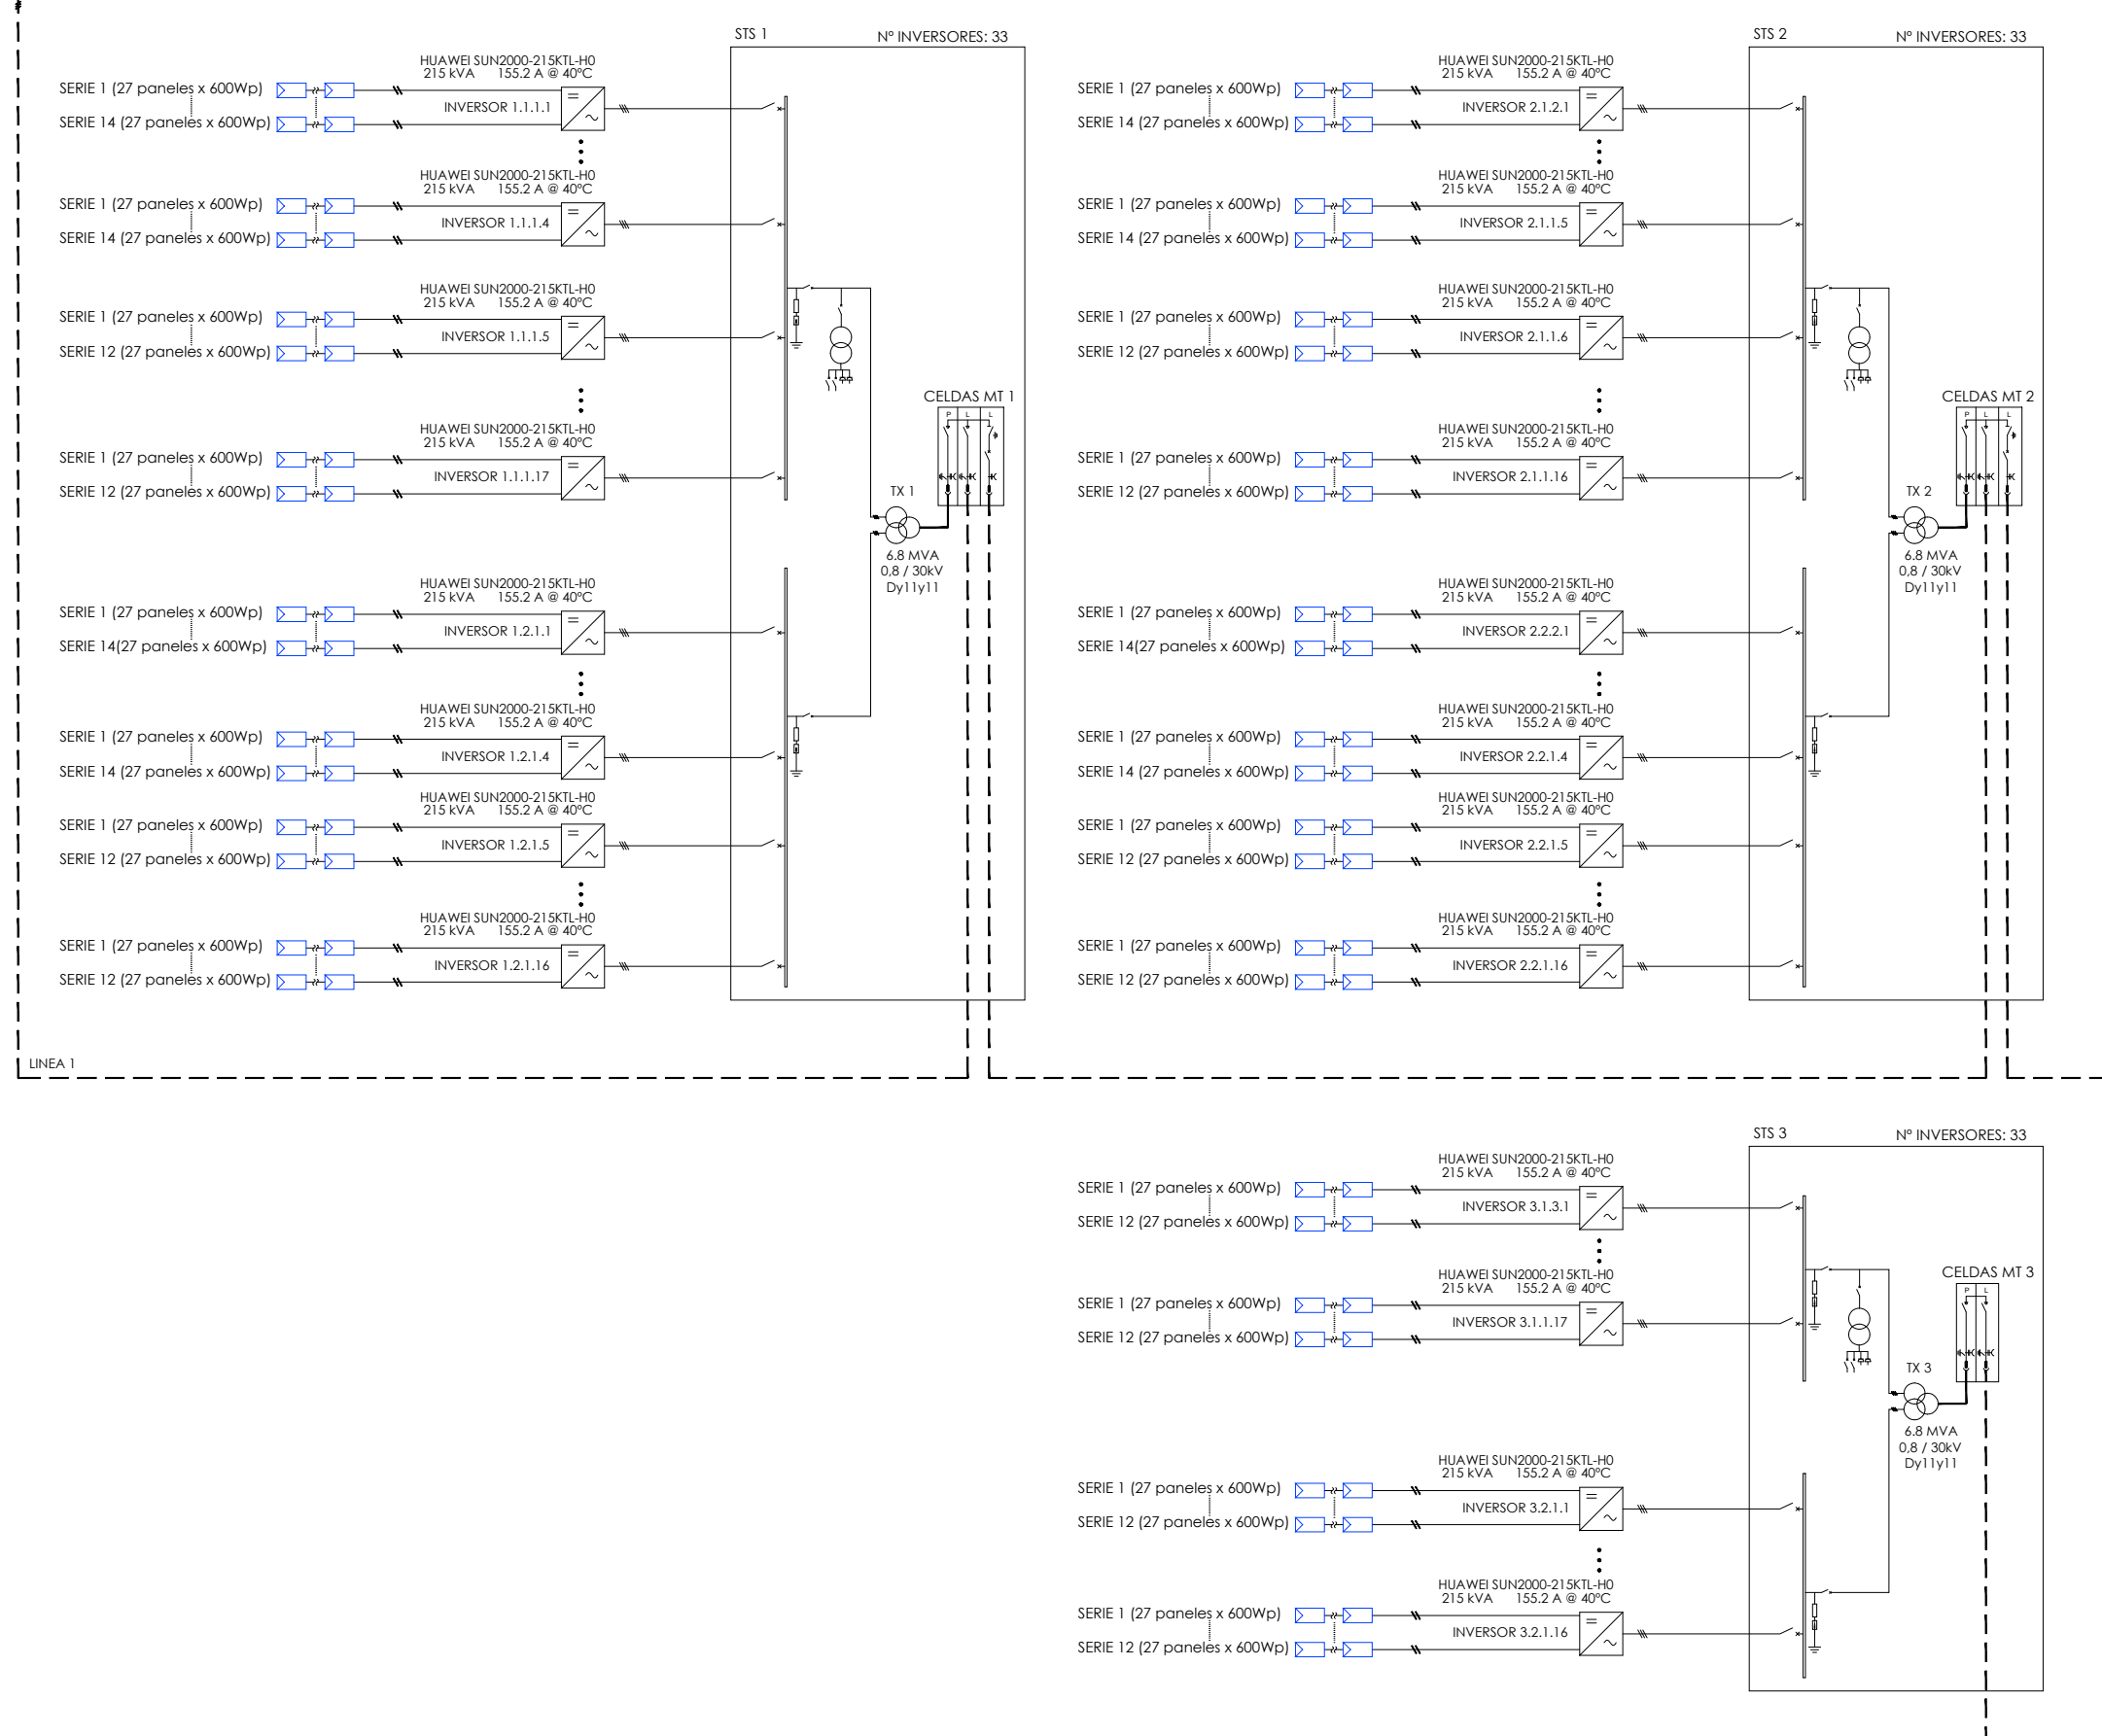 STS 1
Nº INVERSORES: 33
HUAWEI SUN2000-215KTL-H0
215 kVA 155.2 A @ 40ºC
SERIE 1 (27 paneles x 600Wp)
INVERSOR 1.1.1.1
SERIE 14 (27 paneles x 600Wp)
HUAWEI SUN2000-215KTL-H0
215 kVA 155.2 A @ 40ºC
SERIE 1 (27 paneles x 600Wp)
INVERSOR 1.1.1.4
SERIE 14 (27 paneles x 600Wp)
HUAWEI SUN2000-215KTL-H0
215 kVA 155.2 A @ 40ºC
SERIE 1 (27 paneles x 600Wp)
INVERSOR 1.1.1.5
SERIE 12 (27 paneles x 600Wp)
HUAWEI SUN2000-215KTL-H0
215 kVA 155.2 A @ 40ºC
SERIE 1 (27 paneles x 600Wp)
INVERSOR 1.1.1.17
SERIE 12 (27 paneles x 600Wp)
CELDAS MT 1
P L L
TX 1
6.8 MVA
0,8 / 30kV
Dy11y11
HUAWEI SUN2000-215KTL-H0
215 kVA 155.2 A @ 40ºC
SERIE 1 (27 paneles x 600Wp)
INVERSOR 1.2.1.1
SERIE 14(27 paneles x 600Wp)
HUAWEI SUN2000-215KTL-H0
215 kVA 155.2 A @ 40ºC
SERIE 1 (27 paneles x 600Wp)
INVERSOR 1.2.1.4
SERIE 14 (27 paneles x 600Wp)
HUAWEI SUN2000-215KTL-H0
215 kVA 155.2 A @ 40ºC
SERIE 1 (27 paneles x 600Wp)
INVERSOR 1.2.1.5
SERIE 12 (27 paneles x 600Wp)
HUAWEI SUN2000-215KTL-H0
215 kVA 155.2 A @ 40ºC
SERIE 1 (27 paneles x 600Wp)
INVERSOR 1.2.1.16
SERIE 12 (27 paneles x 600Wp)
LINEA 1
STS 2
Nº INVERSORES: 33
HUAWEI SUN2000-215KTL-H0
215 kVA 155.2 A @ 40ºC
SERIE 1 (27 paneles x 600Wp)
INVERSOR 2.1.2.1
SERIE 14 (27 paneles x 600Wp)
HUAWEI SUN2000-215KTL-H0
215 kVA 155.2 A @ 40ºC
SERIE 1 (27 paneles x 600Wp)
INVERSOR 2.1.1.5
SERIE 14 (27 paneles x 600Wp)
HUAWEI SUN2000-215KTL-H0
215 kVA 155.2 A @ 40ºC
SERIE 1 (27 paneles x 600Wp)
INVERSOR 2.1.1.6
SERIE 12 (27 paneles x 600Wp)
HUAWEI SUN2000-215KTL-H0
215 kVA 155.2 A @ 40ºC
SERIE 1 (27 paneles x 600Wp)
INVERSOR 2.1.1.16
SERIE 12 (27 paneles x 600Wp)
CELDAS MT 2
P L L
TX 2
6.8 MVA
0,8 / 30kV
Dy11y11
HUAWEI SUN2000-215KTL-H0
215 kVA 155.2 A @ 40ºC
SERIE 1 (27 paneles x 600Wp)
INVERSOR 2.2.2.1
SERIE 14(27 paneles x 600Wp)
HUAWEI SUN2000-215KTL-H0
215 kVA 155.2 A @ 40ºC
SERIE 1 (27 paneles x 600Wp)
INVERSOR 2.2.1.4
SERIE 14 (27 paneles x 600Wp)
HUAWEI SUN2000-215KTL-H0
215 kVA 155.2 A @ 40ºC
SERIE 1 (27 paneles x 600Wp)
INVERSOR 2.2.1.5
SERIE 12 (27 paneles x 600Wp)
HUAWEI SUN2000-215KTL-H0
215 kVA 155.2 A @ 40ºC
SERIE 1 (27 paneles x 600Wp)
INVERSOR 2.2.1.16
SERIE 12 (27 paneles x 600Wp)
STS 3
Nº INVERSORES: 33
HUAWEI SUN2000-215KTL-H0
215 kVA 155.2 A @ 40ºC
SERIE 1 (27 paneles x 600Wp)
INVERSOR 3.1.3.1
SERIE 12 (27 paneles x 600Wp)
HUAWEI SUN2000-215KTL-H0
215 kVA 155.2 A @ 40ºC
SERIE 1 (27 paneles x 600Wp)
INVERSOR 3.1.1.17
SERIE 12 (27 paneles x 600Wp)
CELDAS MT 3
P L
TX 3
6.8 MVA
0,8 / 30kV
Dy11y11
HUAWEI SUN2000-215KTL-H0
215 kVA 155.2 A @ 40ºC
SERIE 1 (27 paneles x 600Wp)
INVERSOR 3.2.1.1
SERIE 12 (27 paneles x 600Wp)
HUAWEI SUN2000-215KTL-H0
215 kVA 155.2 A @ 40ºC
SERIE 1 (27 paneles x 600Wp)
INVERSOR 3.2.1.16
SERIE 12 (27 paneles x 600Wp)